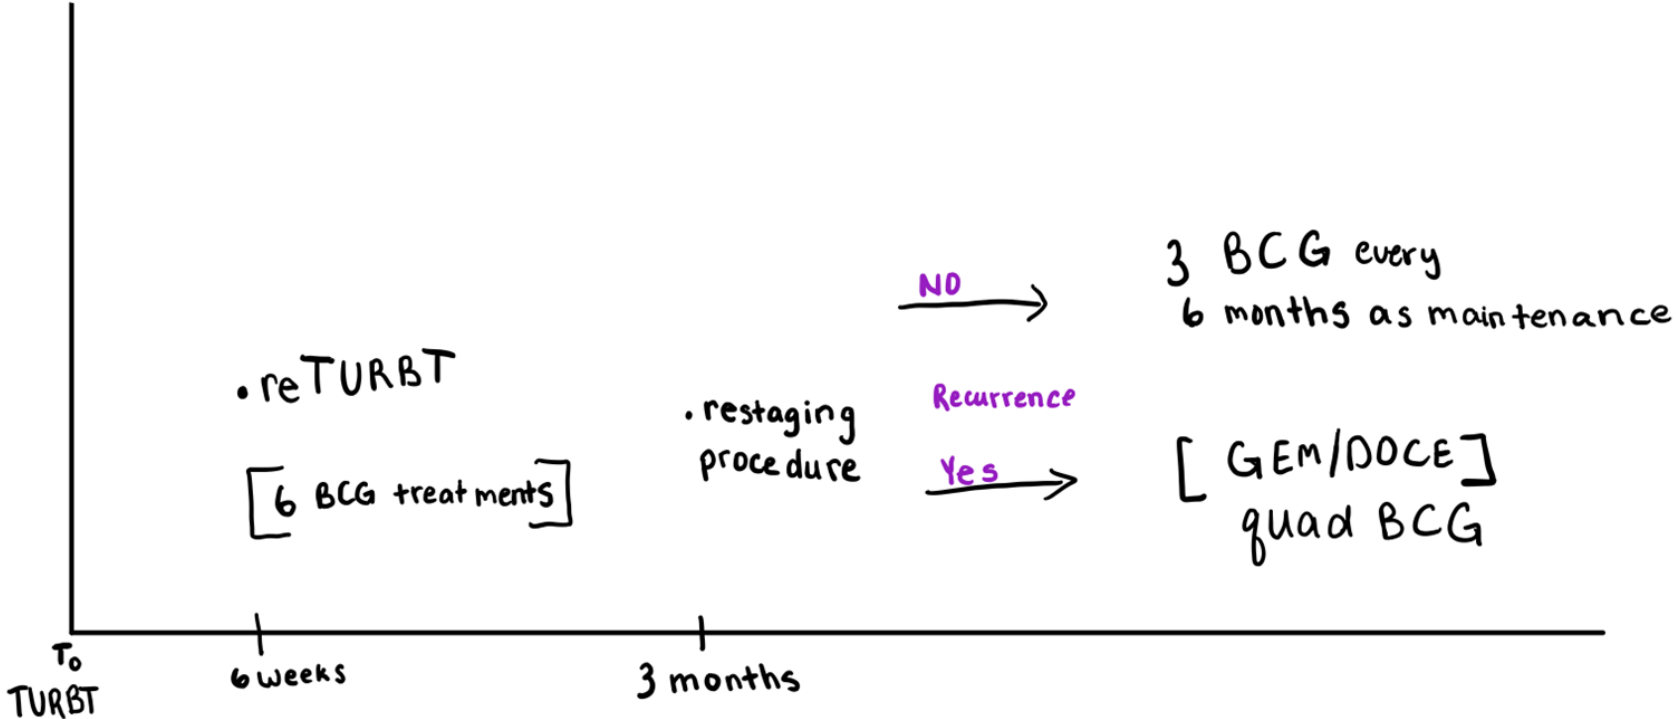 NO
3 BCG every
6 months as maintenance
• reTURBT
[6 BCG treatments]
• restaging
procedure
Recurrence
Yes
[GEM/DOCE]
quad BCG
To
TURBT
6 weeks
3 months